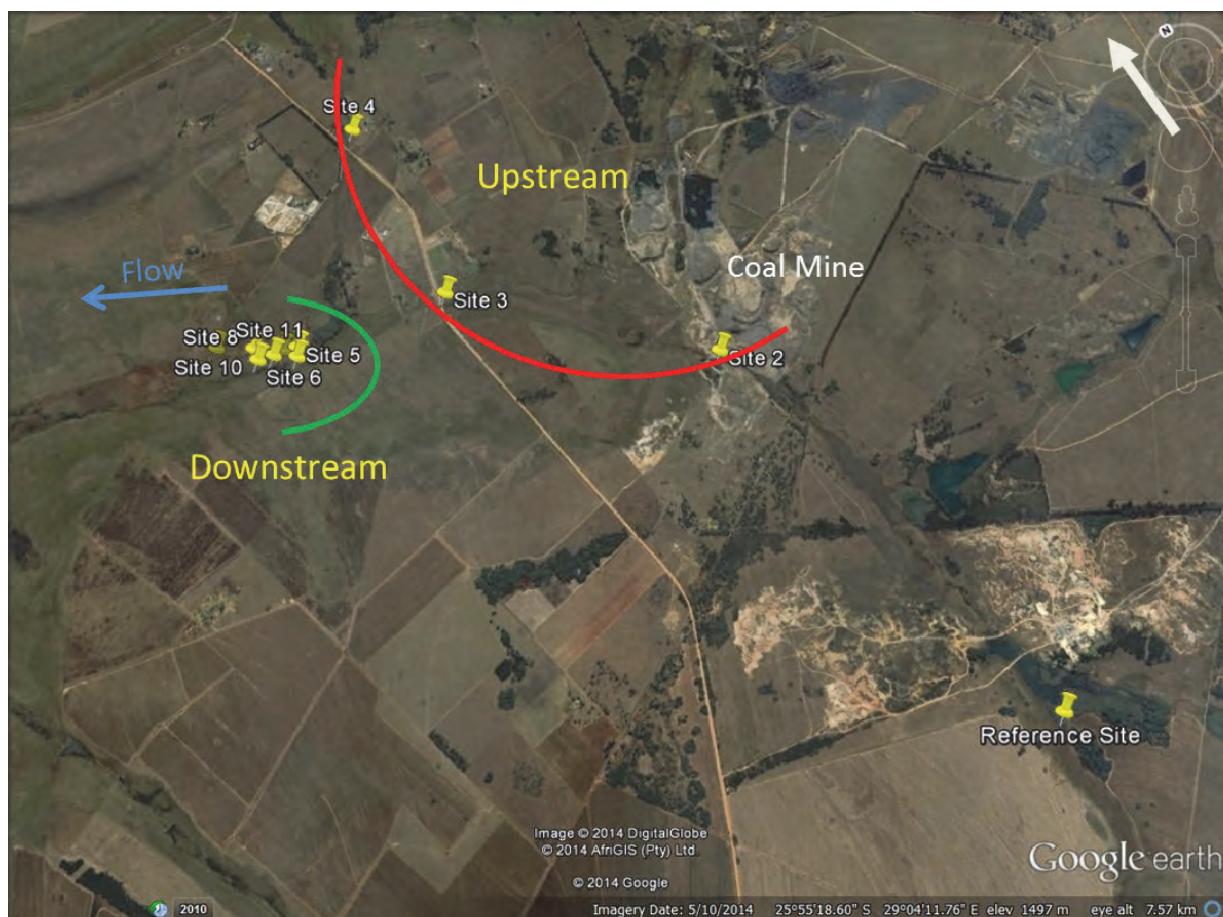 N
Site 4
Upstream
Flow
Coal Mine
Site 3
Site 8
Site 11
Site 5
Site 2
Site 10
Site 6
Downstream
Reference Site
Image © 2014 DigitalGlobe
© 2014 AfriGIS (Pty) Ltd.
© 2014 Google
Google earth
2010
Imagery Date: 5/10/2014 25°55'18.60" S 29°04'11.76" E elev 1497 m eye alt 7.57 km